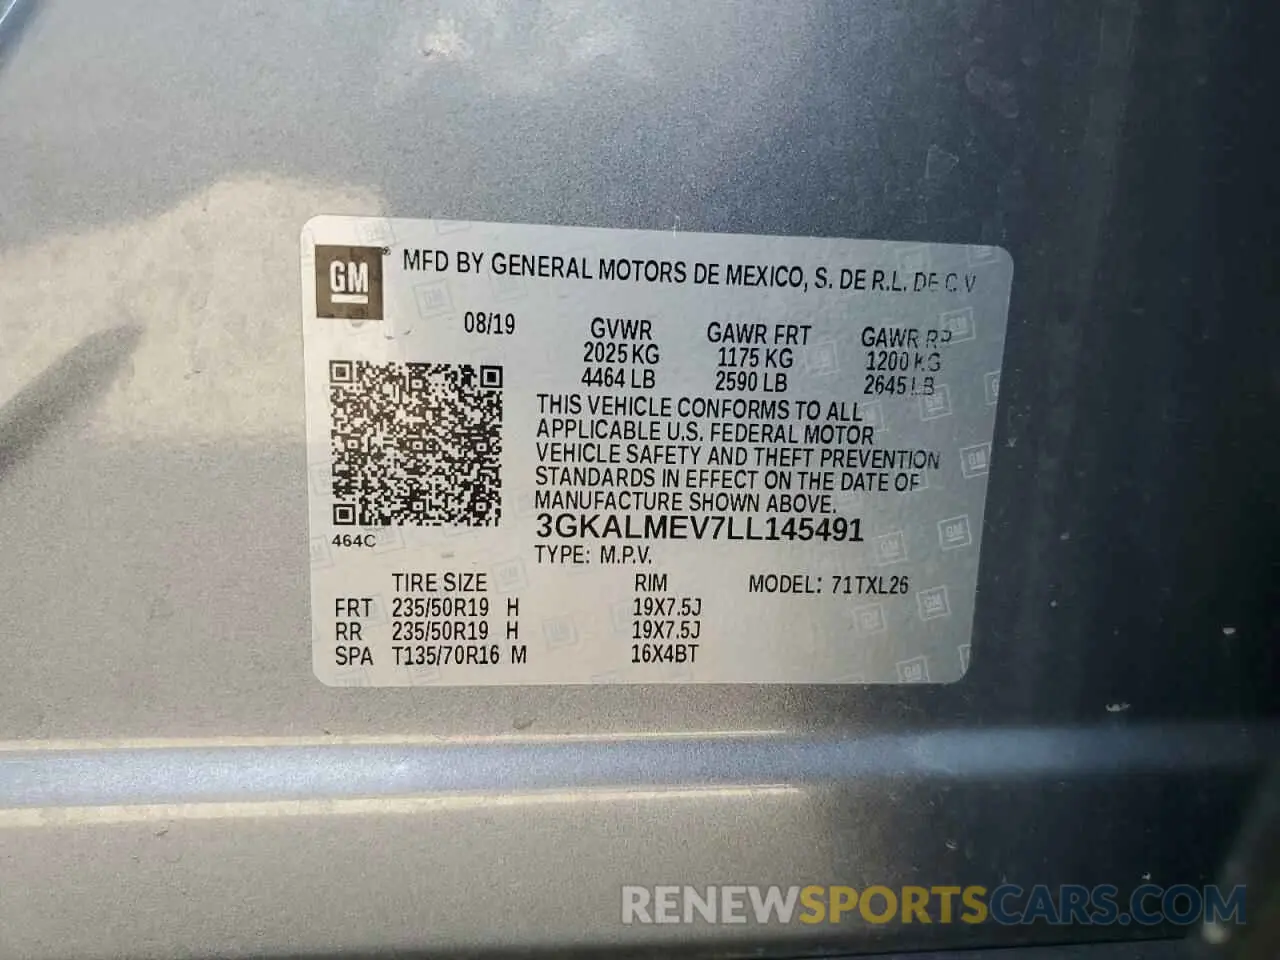 GM® MFD BY GENERAL MOTORS DE MEXICO, S. DE R.L. DE C.V
08/19
GVWR GAWR FRT GAWR RR
2025 KG 1175 KG 1200 KG
4464 LB 2590 LB 2645 LB
THIS VEHICLE CONFORMS TO ALL
APPLICABLE U.S. FEDERAL MOTOR
VEHICLE SAFETY AND THEFT PREVENTION
STANDARDS IN EFFECT ON THE DATE OF
MANUFACTURE SHOWN ABOVE.
3GKALMEV7LL145491
464C
TYPE: M.P.V.
TIRE SIZE RIM MODEL: 71TXL26
FRT 235/50R19 H 19X7.5J
RR 235/50R19 H 19X7.5J
SPA T135/70R16 M 16X4BT
RENEWSPORTSCARS.COM